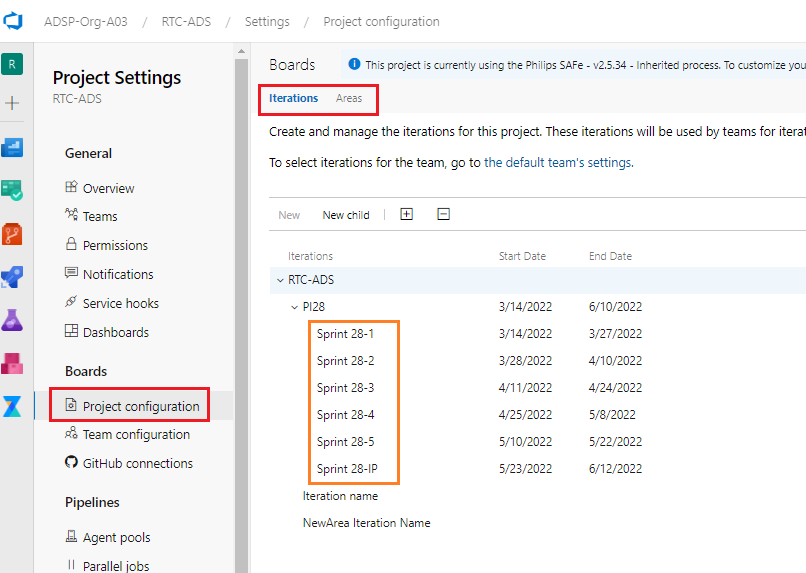 ADSP-Org-A03 / RTC-ADS / Settings / Project configuration
R
Project Settings
RTC-ADS
General
Overview
Teams
Permissions
Notifications
Service hooks
Dashboards
Boards
Project configuration
Team configuration
GitHub connections
Pipelines
Agent pools
Parallel jobs
Boards
This project is currently using the Philips SAFe - v2.5.34 - Inherited process. To customize you
Iterations Areas
Create and manage the iterations for this project. These iterations will be used by teams for iterat
To select iterations for the team, go to the default team's settings.
New New child
Iterations Start Date End Date
RTC-ADS
PI28 3/14/2022 6/10/2022
Sprint 28-1 3/14/2022 3/27/2022
Sprint 28-2 3/28/2022 4/10/2022
Sprint 28-3 4/11/2022 4/24/2022
Sprint 28-4 4/25/2022 5/8/2022
Sprint 28-5 5/10/2022 5/22/2022
Sprint 28-IP 5/23/2022 6/12/2022
Iteration name
NewArea Iteration Name